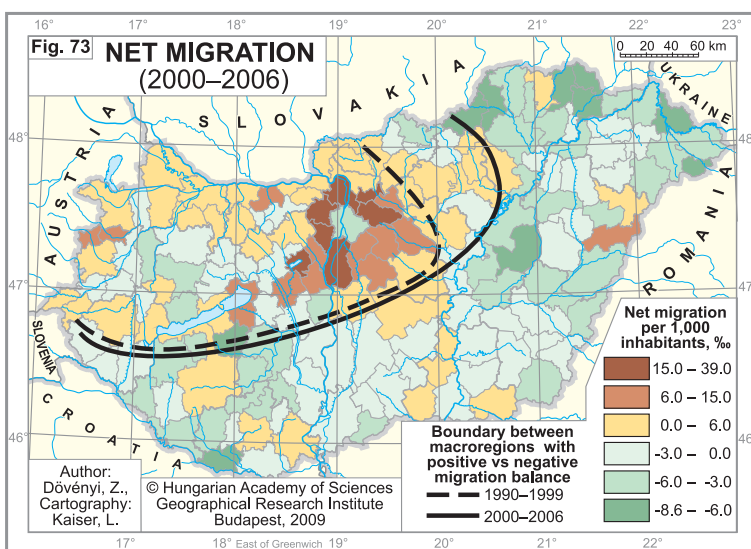 16° 17° 18° 19° 20° 21° 22° 23°
Fig. 73
NET MIGRATION
(2000–2006)
0 20 40 60 km
SLOVAKIA
UKRAINE
48°
48°
AUSTRIA
ROMANIA
47°
47°
SLOVENIA
CROATIA
46°
46°
Net migration
per 1,000
inhabitants, ‰
15.0 – 39.0
6.0 – 15.0
0.0 – 6.0
-3.0 – 0.0
-6.0 – -3.0
-8.6 – -6.0
Boundary between
macroregions with
positive vs negative
migration balance
1990–1999
2000–2006
Author:
Dövényi, Z.,
Cartography:
Kaiser, L.
© Hungarian Academy of Sciences
Geographical Research Institute
Budapest, 2009
17° 18° East of Greenwich 19° 20° 21° 22°